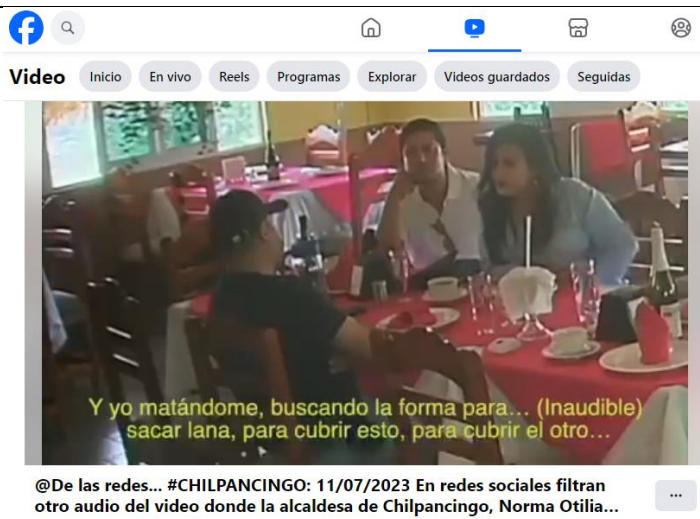 Video Inicio En vivo Reels Programas Explorar Videos guardados Seguidas
Y yo matándome, buscando la forma para... (Inaudible)
sacar lana, para cubrir esto, para cubrir el otro...
@De las redes... #CHILPANCINGO: 11/07/2023 En redes sociales filtran
otro audio del video donde la alcaldesa de Chilpancingo, Norma Otilia...